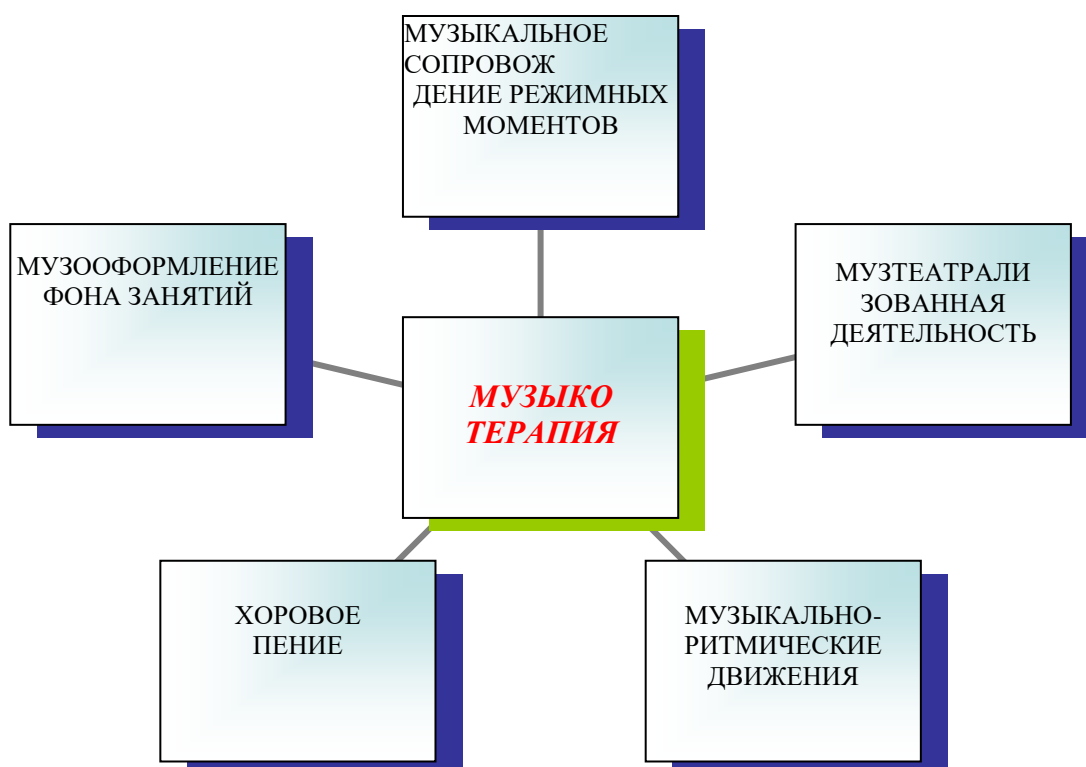 МУЗЫКАЛЬНОЕ
СОПРОВОЖ
ДЕНИЕ РЕЖИМНЫХ
МОМЕНТОВ
МУЗООФОРМЛЕНИЕ
ФОНА ЗАНЯТИЙ
МУЗТЕАТРАЛИ
ЗОВАННАЯ
ДЕЯТЕЛЬНОСТЬ
МУЗЫКО
ТЕРАПИЯ
ХОРОВОЕ
ПЕНИЕ
МУЗЫКАЛЬНО-
РИТМИЧЕСКИЕ
ДВИЖЕНИЯ